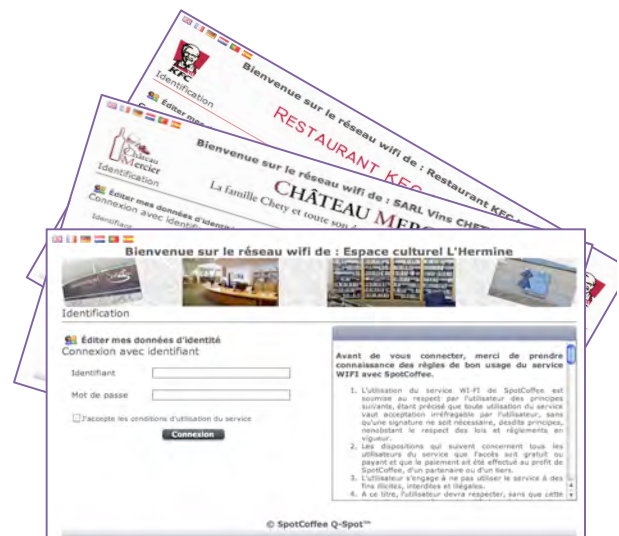 KFC
Bienvenue sur le réseau wifi de : Restaurant KFC
Identification
RESTAURANT KFC
Éditer mes
Château
Mercier
Bienvenue sur le réseau wifi de : SARL Vins CHETY
Identification
CHÂTEAU MERC
La famille Chety et toute son
Éditer mes données d'identité
Connexion avec identifiant
Identifiant
Bienvenue sur le réseau wifi de : Espace culturel L'Hermine
Identification
Éditer mes données d'identité
Connexion avec identifiant
Identifiant
Mot de passe
J'accepte les conditions d'utilisation du service
Connexion
Avant de vous connecter, merci de prendre
connaissance des règles de bon usage du service
WIFI avec SpotCoffee.
1. L'utilisation du service WI-FI de SpotCoffee est
soumise au respect par l'utilisateur des principes
suivants, étant précisé que toute utilisation du service
vaut acceptation irréfragable par l'utilisateur, sans
qu'une signature ne soit nécessaire, desdits principes,
nonobstant le respect des lois et règlements en
vigueur.
2. Les dispositions qui suivent concernent tous les
utilisateurs du service que l'accès soit gratuit ou
payant et que le paiement ait été effectué au profit de
SpotCoffee, d'un partenaire ou d'un tiers.
3. L'utilisateur s'engage à ne pas utiliser le service à des
fins illicites, interdites et illégales.
4. A ce titre, l'utilisateur devra respecter, sans que cette
© SpotCoffee Q-Spot™